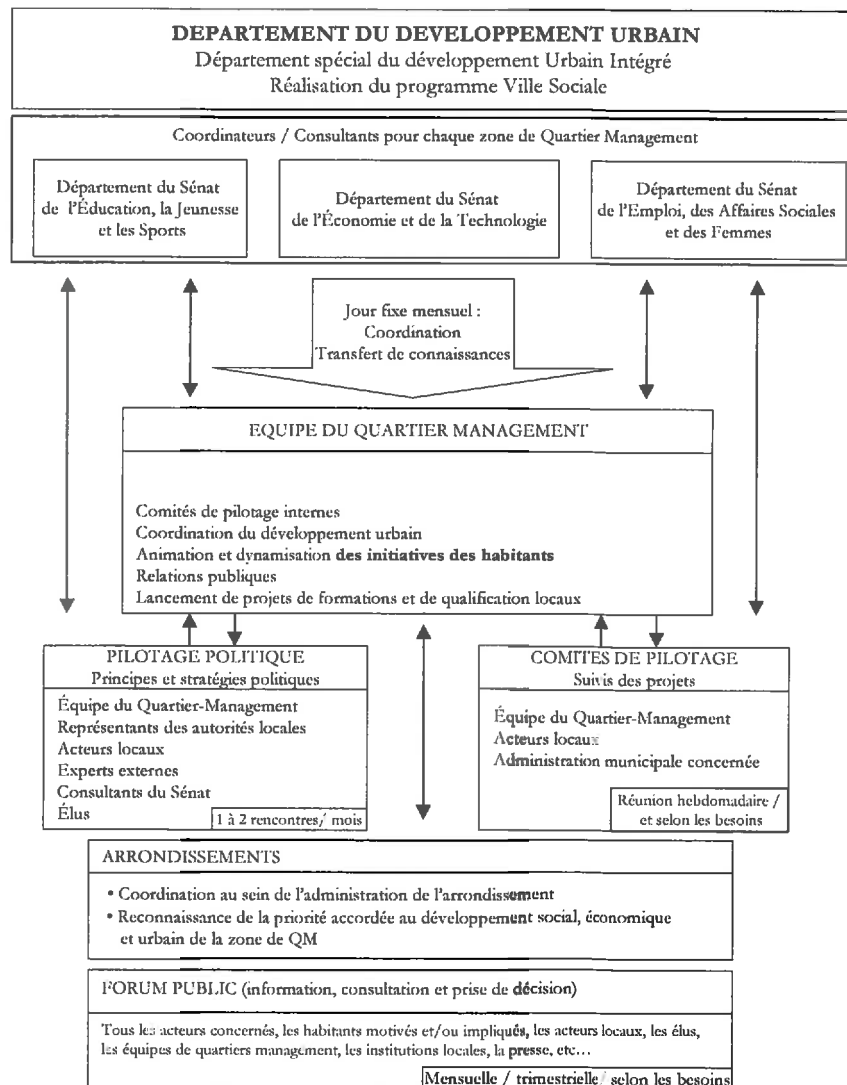 DEPARTEMENT DU DEVELOPPEMENT URBAIN
Département spécial du développement Urbain Intégré
Réalisation du programme Ville Sociale
Coordinateurs / Consultants pour chaque zone de Quartier Management
Département du Sénat
de l'Éducation, la Jeunesse
et les Sports
Département du Sénat
de l'Économie et de la Technologie
Département du Sénat
de l'Emploi, des Affaires Sociales
et des Femmes
Jour fixe mensuel :
Coordination
Transfert de connaissances
EQUIPE DU QUARTIER MANAGEMENT
Comités de pilotage internes
Coordination du développement urbain
Animation et dynamisation des initiatives des habitants
Relations publiques
Lancement de projets de formations et de qualification locaux
PILOTAGE POLITIQUE
Principes et stratégies politiques
Équipe du Quartier-Management
Représentants des autorités locales
Acteurs locaux
Experts externes
Consultants du Sénat
Élus
1 à 2 rencontres/ mois
COMITES DE PILOTAGE
Suivis des projets
Équipe du Quartier-Management
Acteurs locaux
Administration municipale concernée
Réunion hebdomadaire /
et selon les besoins
ARRONDISSEMENTS
• Coordination au sein de l'administration de l'arrondissement
• Reconnaissance de la priorité accordée au développement social, économique
et urbain de la zone de QM
FORUM PUBLIC (information, consultation et prise de décision)
Tous les acteurs concernés, les habitants motivés et/ou impliqués, les acteurs locaux, les élus,
les équipes de quartiers management, les institutions locales, la presse, etc...
Mensuelle / trimestrielle/ selon les besoins